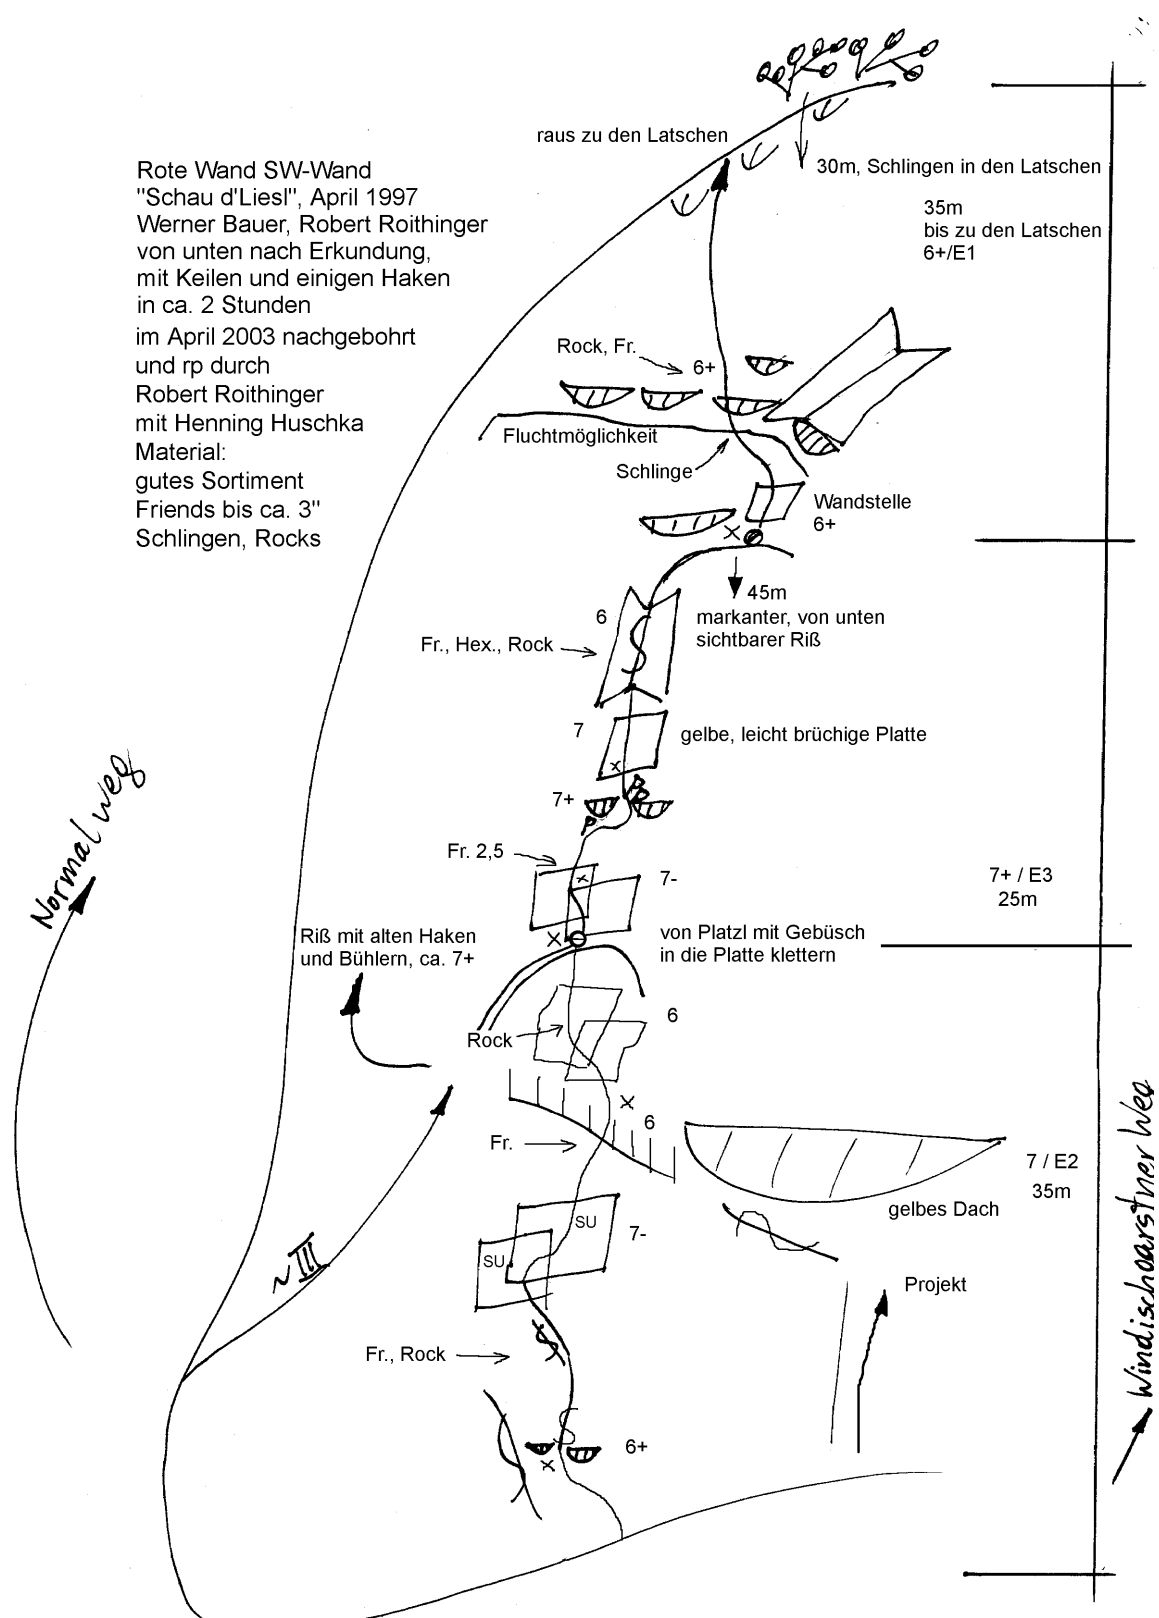 raus zu den Latschen
30m, Schlingen in den Latschen
Rote Wand SW-Wand
"Schau d'Liesl", April 1997
Werner Bauer, Robert Roithinger
von unten nach Erkundung,
mit Keilen und einigen Haken
in ca. 2 Stunden
im April 2003 nachgebohrt
und rp durch
Robert Roithinger
mit Henning Huschka
Material:
gutes Sortiment
Friends bis ca. 3"
Schlingen, Rocks
35m
bis zu den Latschen
6+/E1
Rock, Fr.
6+
Fluchtmöglichkeit
Schlinge
Wandstelle
6+
x
45m
markanter, von unten
sichtbarer Riß
6
Fr., Hex., Rock
7
gelbe, leicht brüchige Platte
x
7+
P
P
P
Normalweg
Fr. 2,5
x
7-
7+ / E3
25m
Riß mit alten Haken
und Bühlern, ca. 7+
x
von Platzl mit Gebüsch
in die Platte klettern
6
Rock
x
6
Fr.
7 / E2
35m
gelbes Dach
SU
SU
7-
~III
Projekt
Windischgarstner Weg
Fr., Rock
6+
x